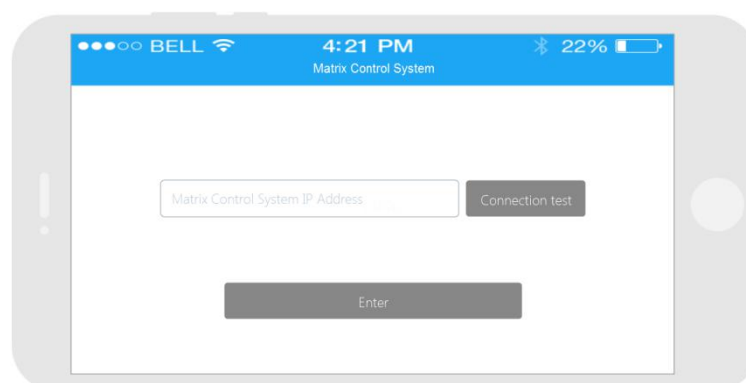 BELL 4:21 PM 22%
Matrix Control System
Matrix Control System IP Address Connection test
Enter